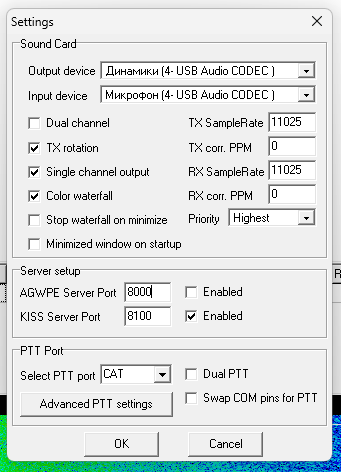 Settings
Sound Card
Output device Динамики (4- USB Audio CODEC )
Input device Микрофон (4- USB Audio CODEC )
Dual channel TX SampleRate 11025
TX rotation TX corr. PPM 0
Single channel output RX SampleRate 11025
Color waterfall RX corr. PPM 0
Stop waterfall on minimize Priority Highest
Minimized window on startup
Server setup
AGWPE Server Port 8000 Enabled
KISS Server Port 8100 Enabled
PTT Port
Select PTT port CAT Dual PTT
Advanced PTT settings Swap COM pins for PTT
OK Cancel
R